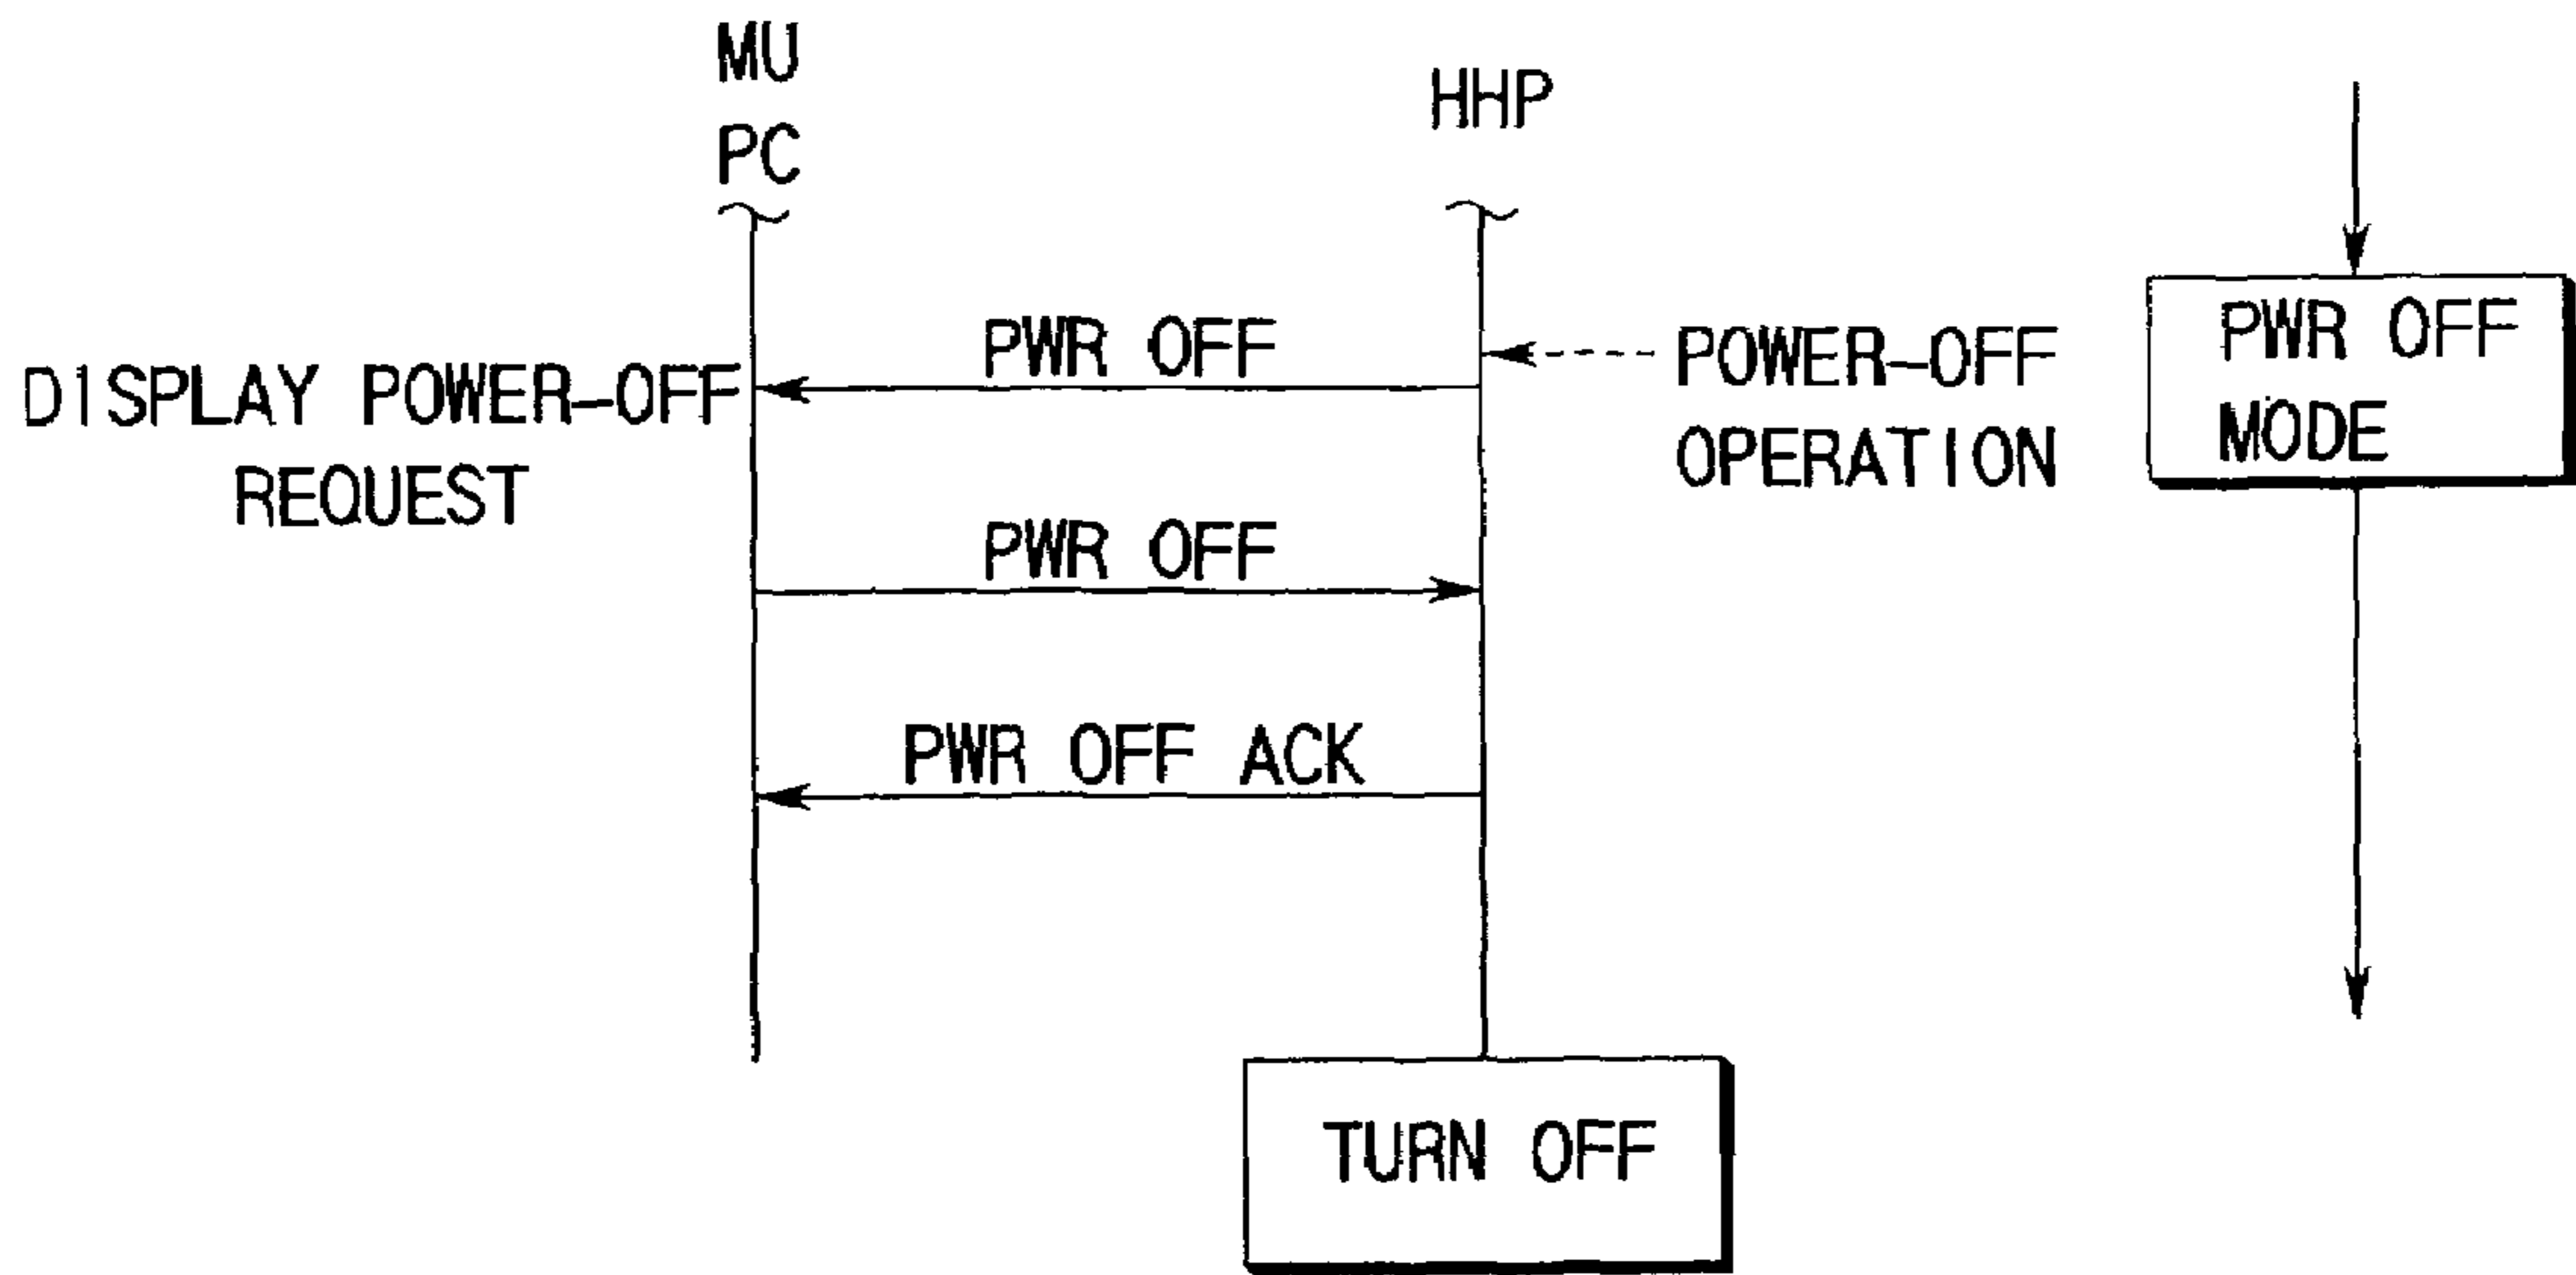 MU
PC
HHP
PWR OFF
POWER-OFF
OPERATION
DISPLAY POWER-OFF
REQUEST
PWR OFF
MODE
PWR OFF
PWR OFF ACK
TURN OFF